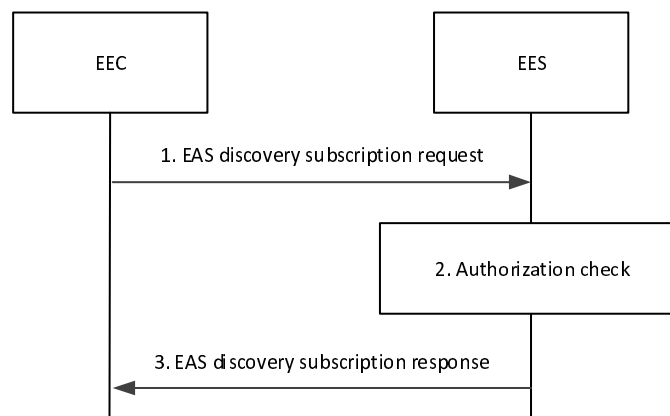 EEC
EES
1. EAS discovery subscription request
2. Authorization check
3. EAS discovery subscription response